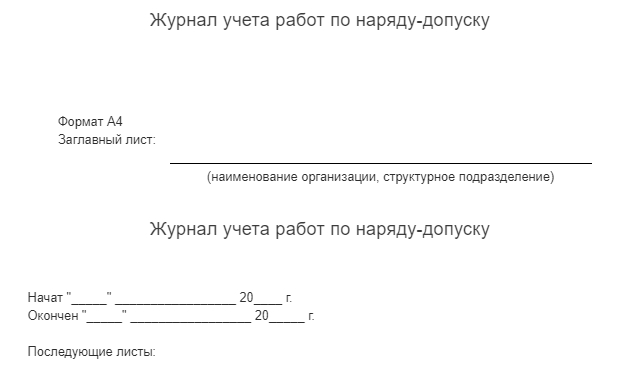 Журнал учета работ по наряду-допуску
Формат А4
Заглавный лист:
(наименование организации, структурное подразделение)
Журнал учета работ по наряду-допуску
Начат "_____" _________________ 20____ г.
Окончен "_____" _________________ 20_____ г.
Последующие листы: